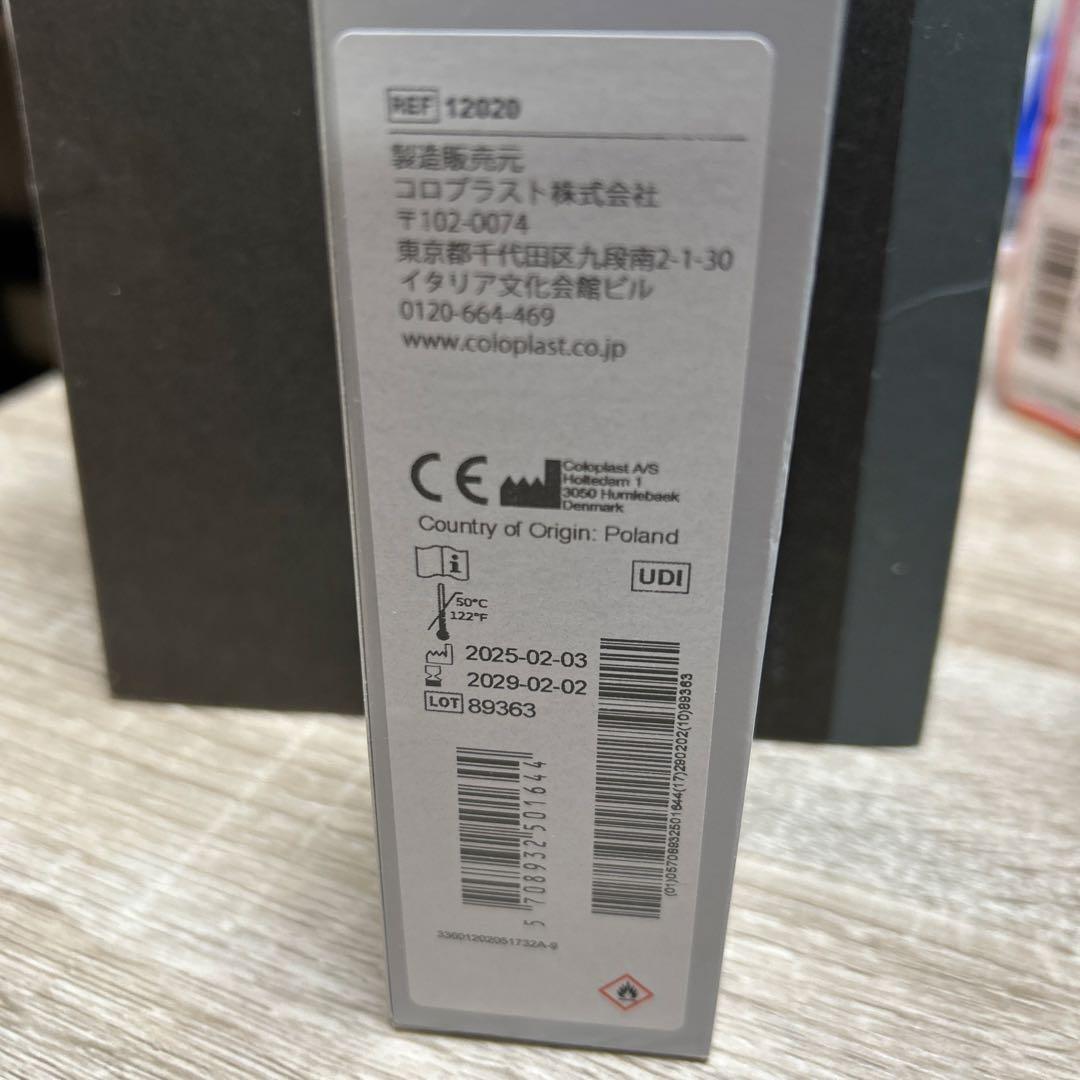 REF 12020
製造販売元
コロプラスト株式会社
〒102-0074
東京都千代田区九段南2-1-30
イタリア文化会館ビル
0120-664-469
www.coloplast.co.jp
CE
Coloplast A/S
Holtedam 1
3050 Humlebaek
Denmark
Country of Origin: Poland
UDI
50°C
122°F
2025-02-03
2029-02-02
LOT 89363
5 708932 501644
(01)05708932501644(17)290202(10)89363
33601202051732A-9